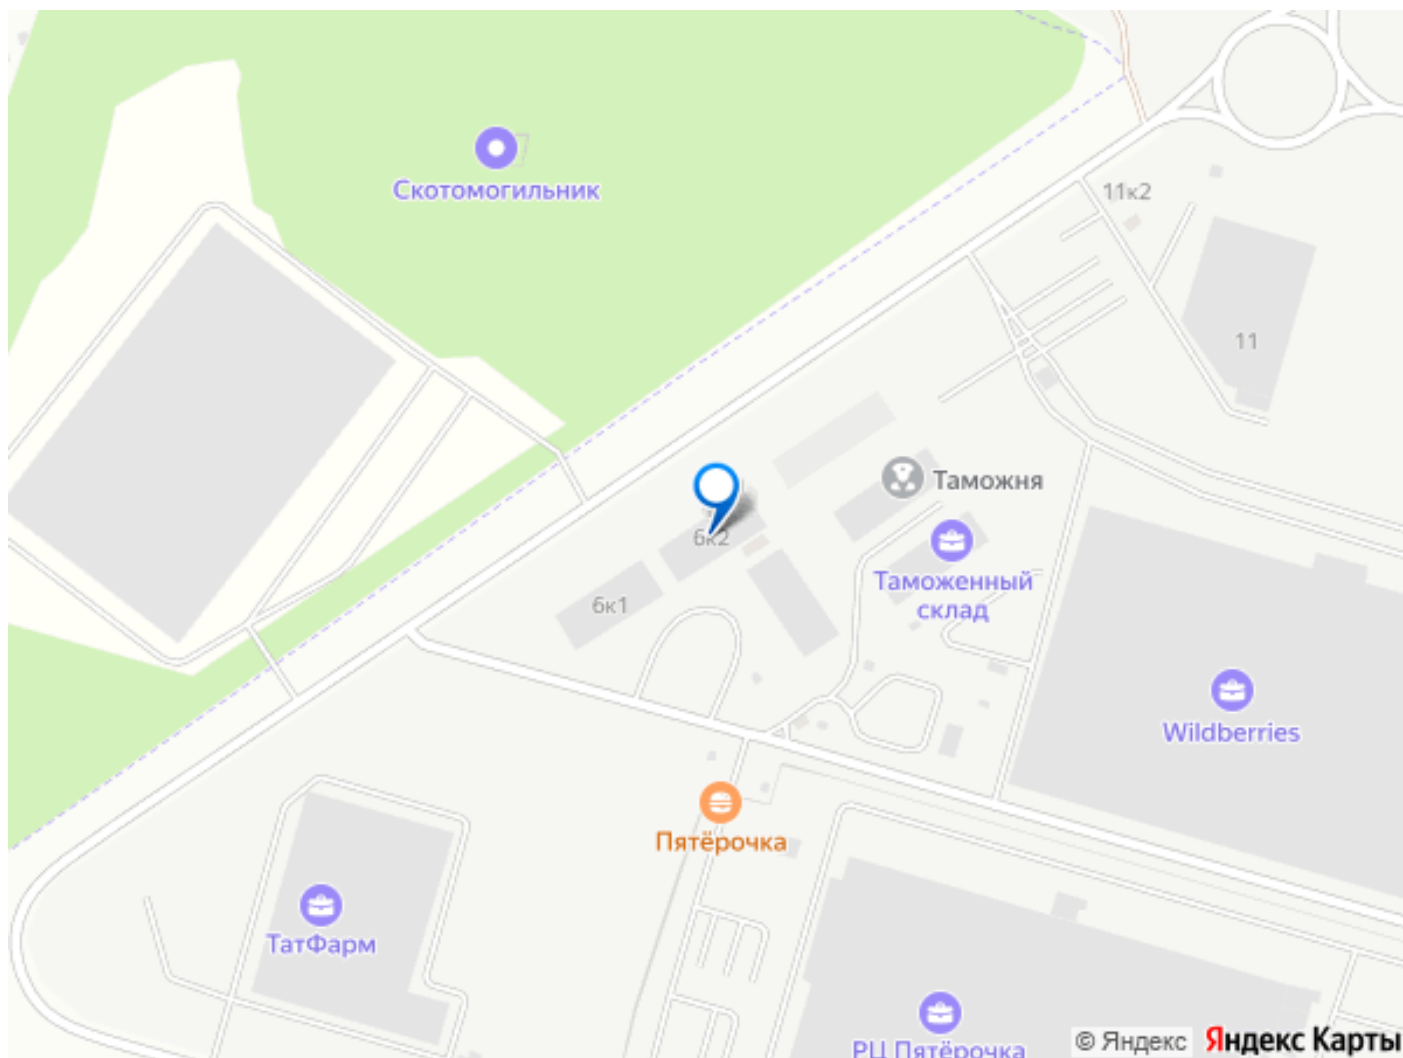 Скотомогильник
11к2
11
Таможня
6к2
Таможенный
склад
6к1
Wildberries
Пятёрочка
ТатФарм
РЦ Пятёрочка
© Яндекс Яндекс Карты